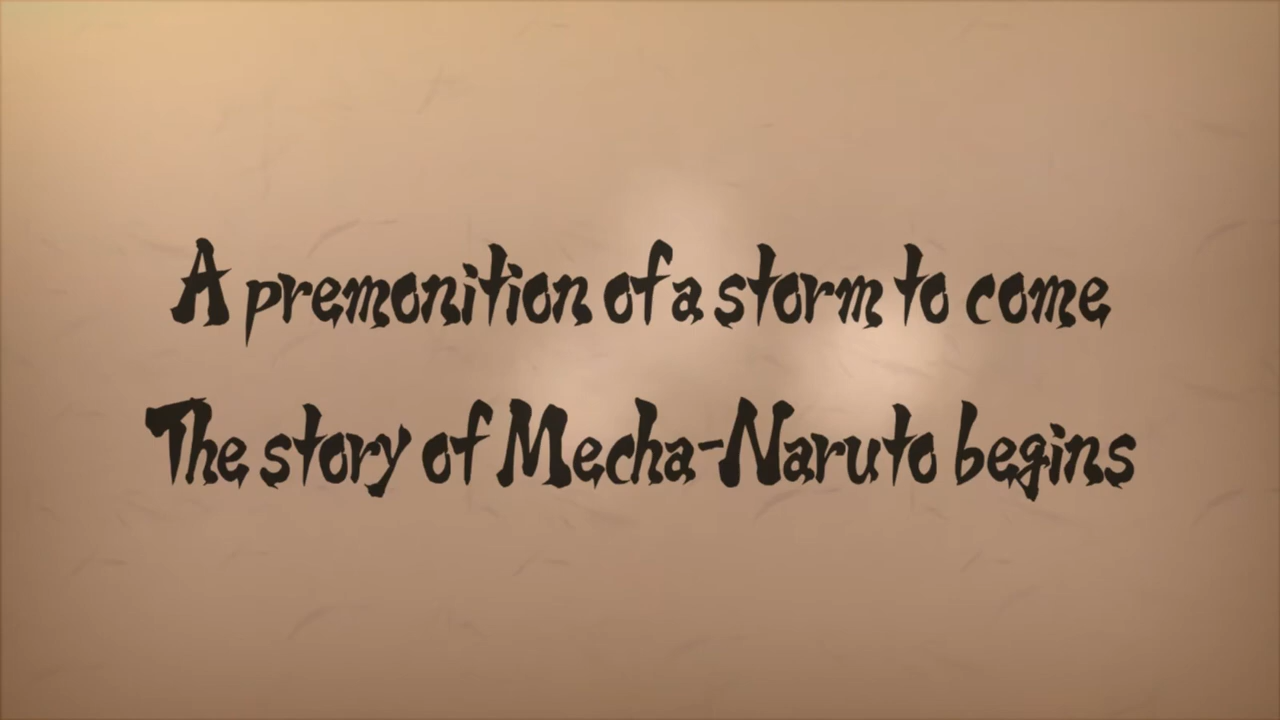 A premonition of a storm to come
The story of Mecha-Naruto begins